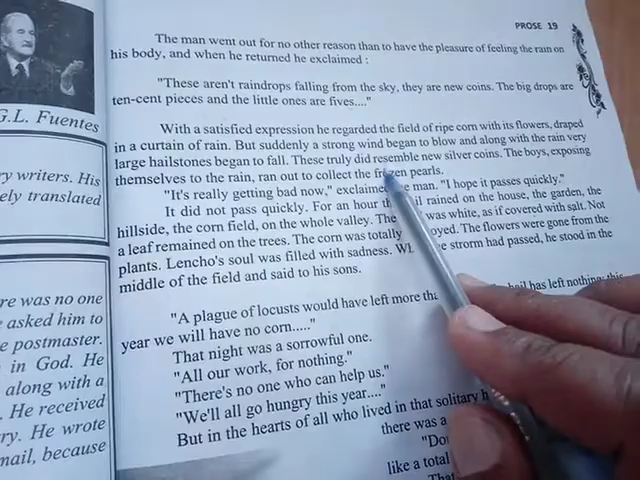 PROSE 19
The man went out for no other reason than to have the pleasure of feeling the rain on
his body, and when he returned he exclaimed :
"These aren't raindrops falling from the sky, they are new coins. The big drops are
ten-cent pieces and the little ones are fives...."
With a satisfied expression he regarded the field of ripe corn with its flowers, draped
in a curtain of rain. But suddenly a strong wind began to blow and along with the rain very
large hailstones began to fall. These truly did resemble new silver coins. The boys, exposing
themselves to the rain, ran out to collect the frozen pearls.
"It's really getting bad now," exclaimed man. "I hope it passes quickly."
It did not pass quickly. For an hour rained on the house, the garden, the
hillside, the corn field, on the whole valley. The was white, as if covered with salt. Not
a leaf remained on the trees. The corn was totally The flowers were gone from the
plants. Lencho's soul was filled with sadness. strorm had passed, he stood in the
middle of the field and said to his sons.
"A plague of locusts would have left more hail has left nothing: this
year we will have no corn....."
That night was a sorrowful one.
"All our work, for nothing."
"There's no one who can help us."
"We'll all go hungry this year...."
But in the hearts of all who lived in that solitary
there was a
like a total
G.L. Fuentes
ry writers. His
ely translated
re was no one
asked him to
postmaster.
in God. He
along with a
He received
ry. He wrote
mail, because